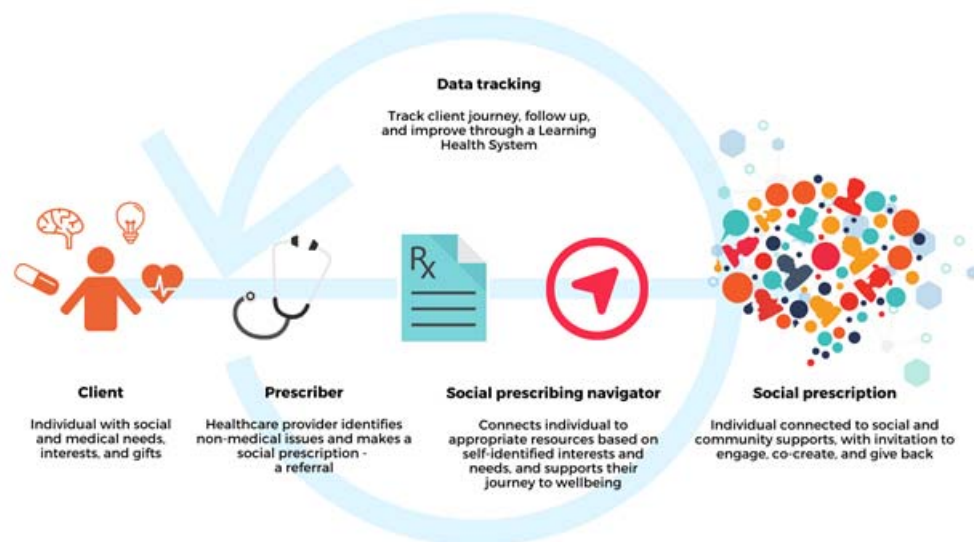 Data tracking
Track client journey, follow up,
and improve through a Learning
Health System
Rx
Client
Individual with social
and medical needs,
interests, and gifts
Prescriber
Healthcare provider identifies
non-medical issues and makes a
social prescription -
a referral
Social prescribing navigator
Connects individual to
appropriate resources based on
self-identified interests and
needs, and supports their
journey to wellbeing
Social prescription
Individual connected to social and
community supports, with invitation to
engage, co-create, and give back